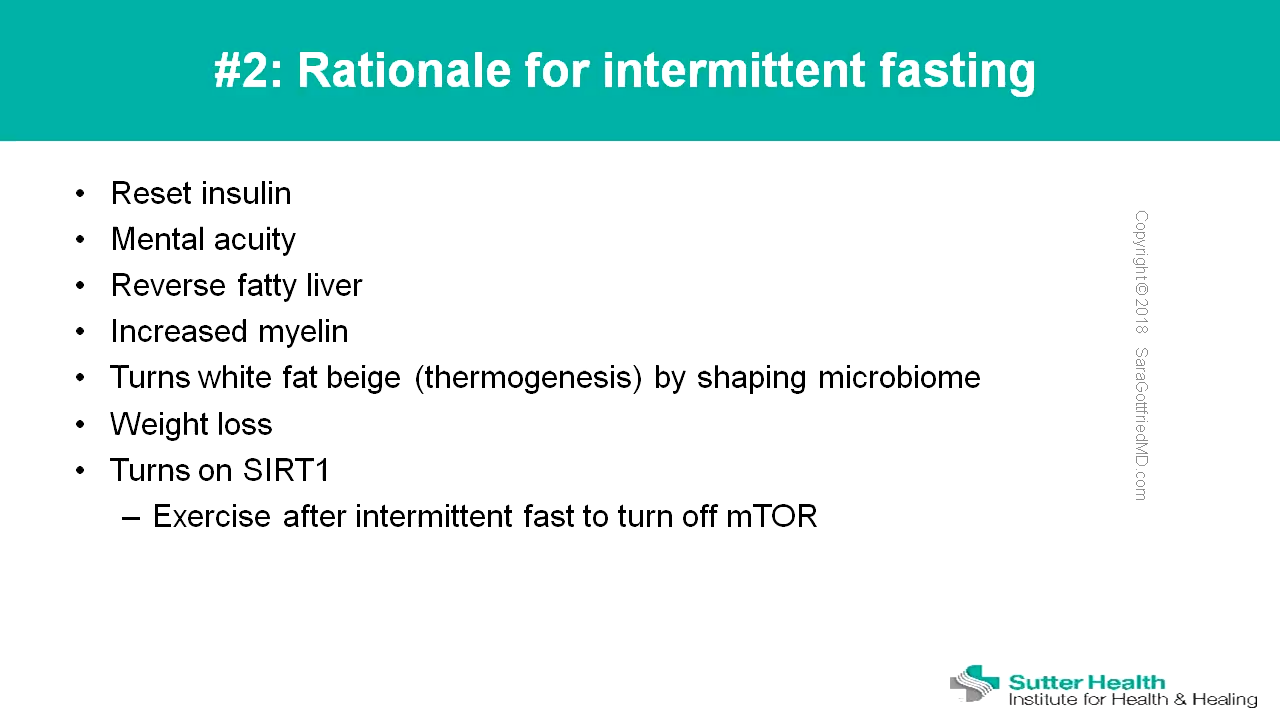 #2: Rationale for intermittent fasting
• Reset insulin
• Mental acuity
• Reverse fatty liver
• Increased myelin
• Turns white fat beige (thermogenesis) by shaping microbiome
• Weight loss
• Turns on SIRT1
– Exercise after intermittent fast to turn off mTOR
Copyright © 2018 SaraGottfriedMD.com
Sutter Health
Institute for Health & Healing